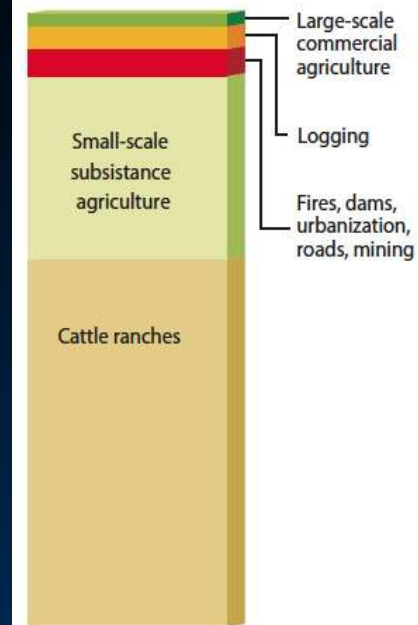 Large-scale
commercial
agriculture
Logging
Fires, dams,
urbanization,
roads, mining
Small-scale
subsistance
agriculture
Cattle ranches